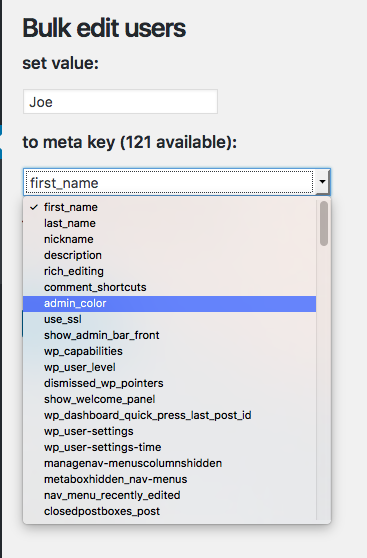 Bulk edit users
set value:
Joe
to meta key (121 available):
first_name
✓ first_name
last_name
nickname
description
rich_editing
comment_shortcuts
admin_color
use_ssl
show_admin_bar_front
wp_capabilities
wp_user_level
dismissed_wp_pointers
show_welcome_panel
wp_dashboard_quick_press_last_post_id
wp_user-settings
wp_user-settings-time
managenav-menuscolumnshidden
metaboxhidden_nav-menus
nav_menu_recently_edited
closedpostboxes_post